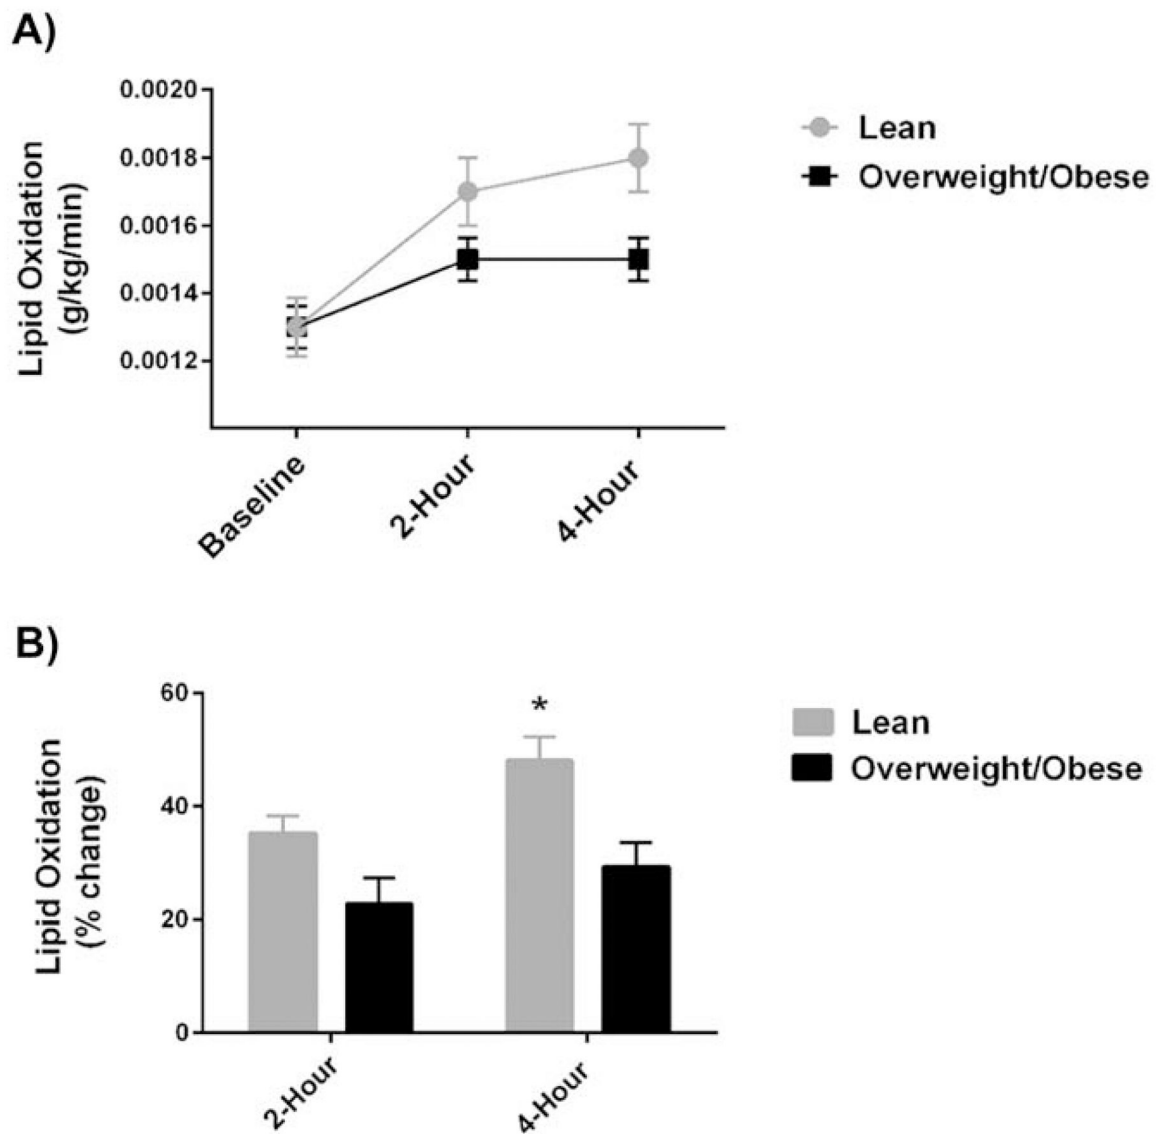 A)
0.0020
0.0018
0.0016
0.0014
0.0012
Lipid Oxidation
(g/kg/min)
Baseline
2-Hour
4-Hour
Lean
Overweight/Obese
B)
60
40
20
0
Lipid Oxidation
(% change)
*
2-Hour
4-Hour
Lean
Overweight/Obese